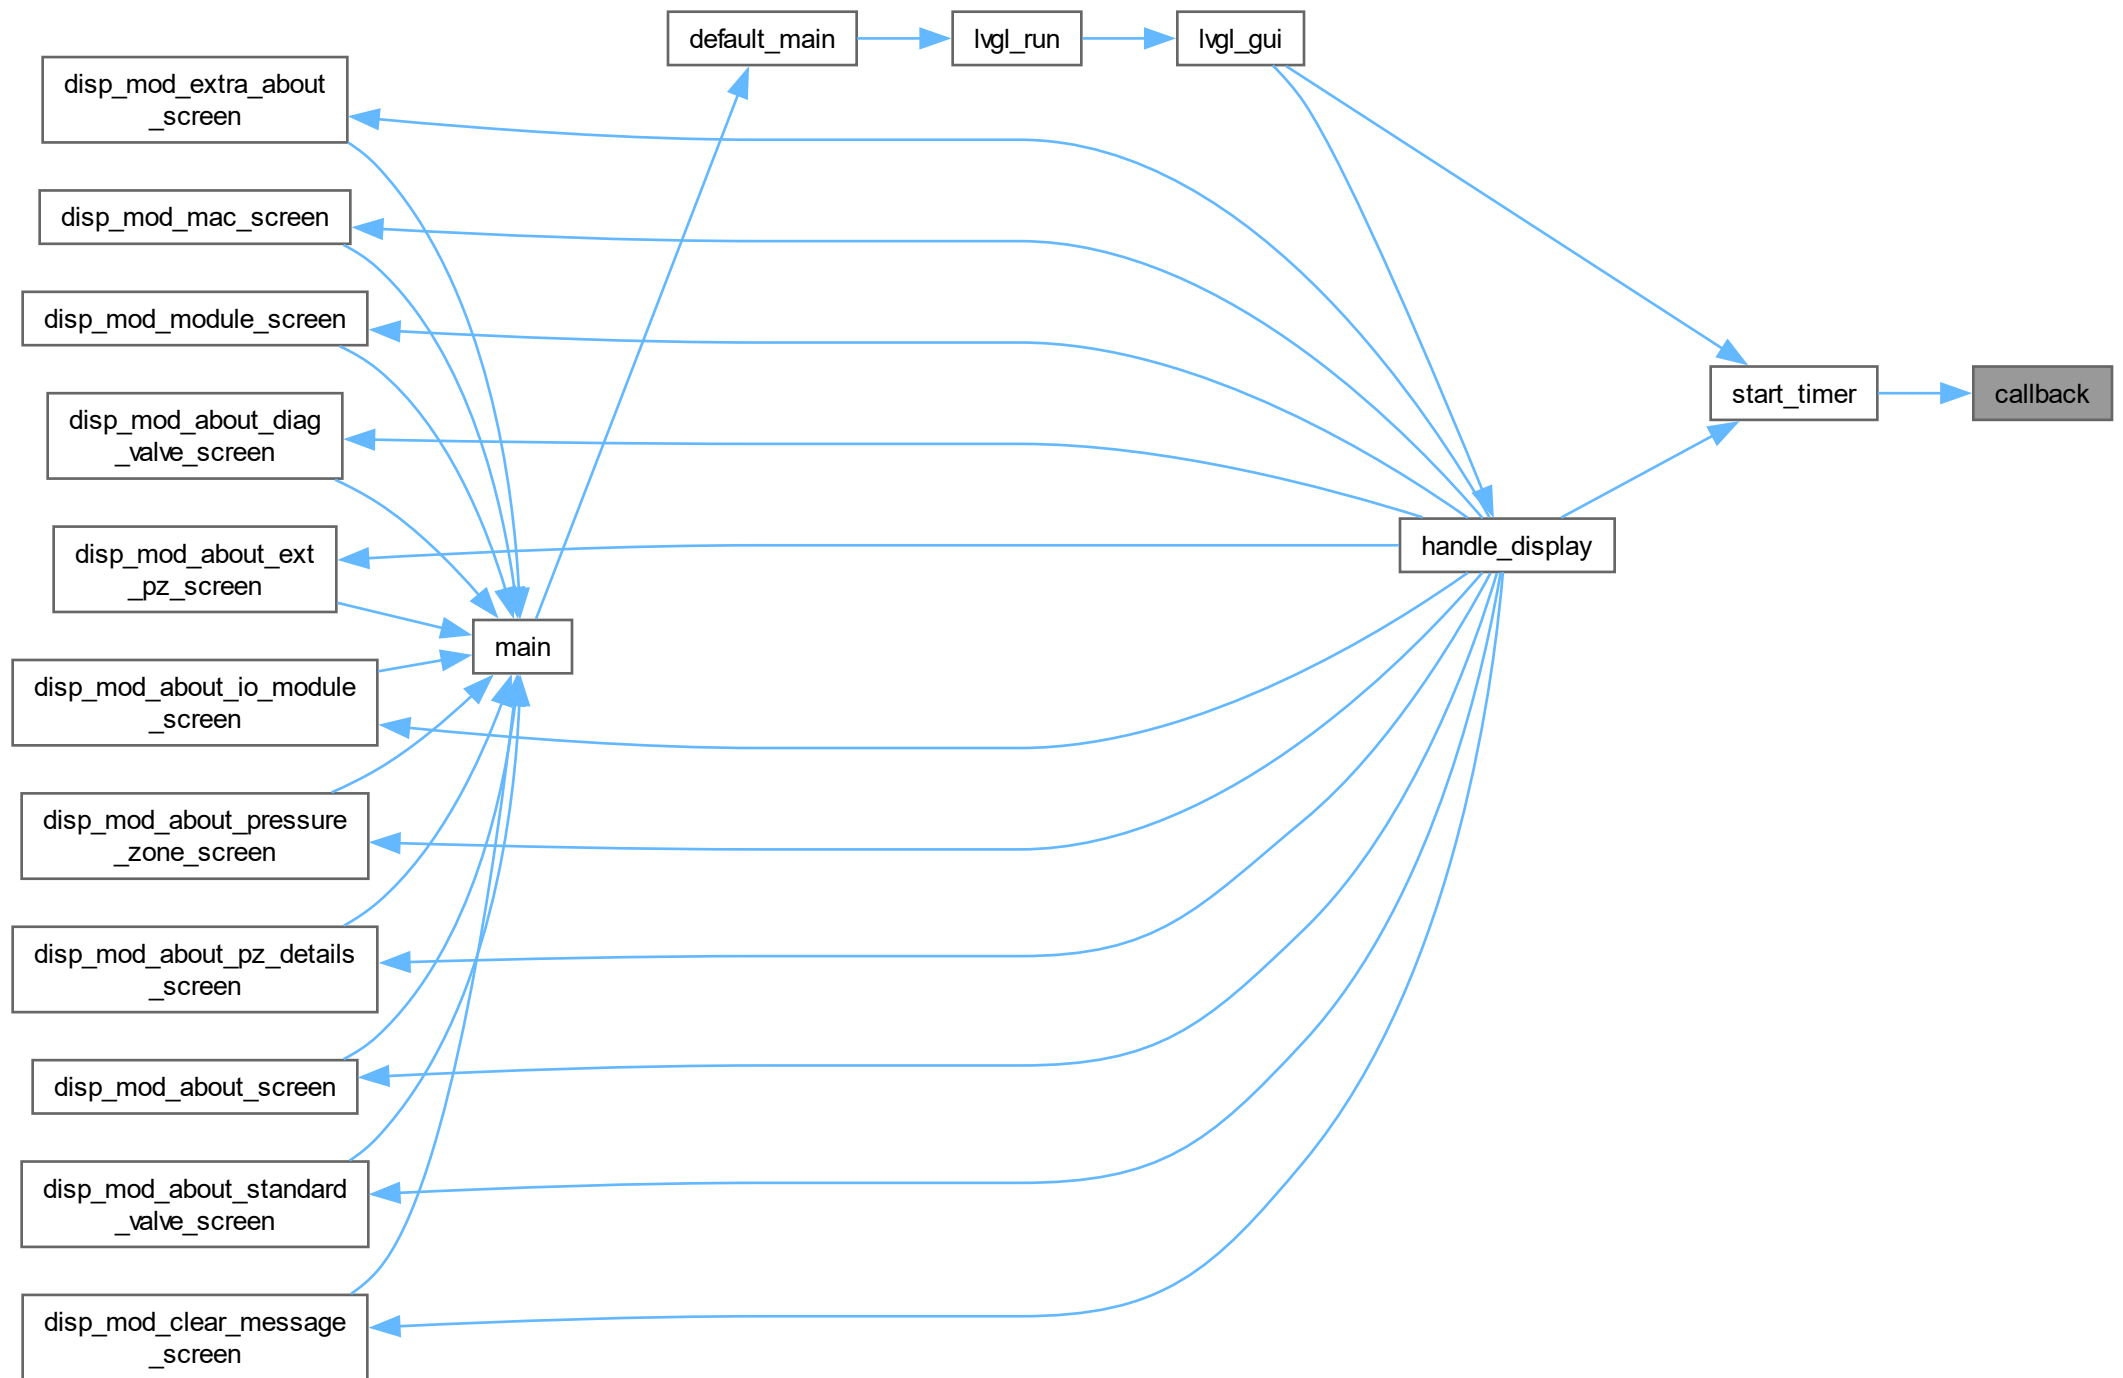 default_main
lvgl_run
lvgl_gui
disp_mod_extra_about
_screen
disp_mod_mac_screen
disp_mod_module_screen
disp_mod_about_diag
_valve_screen
start_timer
callback
disp_mod_about_ext
_pz_screen
handle_display
main
disp_mod_about_io_module
_screen
disp_mod_about_pressure
_zone_screen
disp_mod_about_pz_details
_screen
disp_mod_about_screen
disp_mod_about_standard
_valve_screen
disp_mod_clear_message
_screen